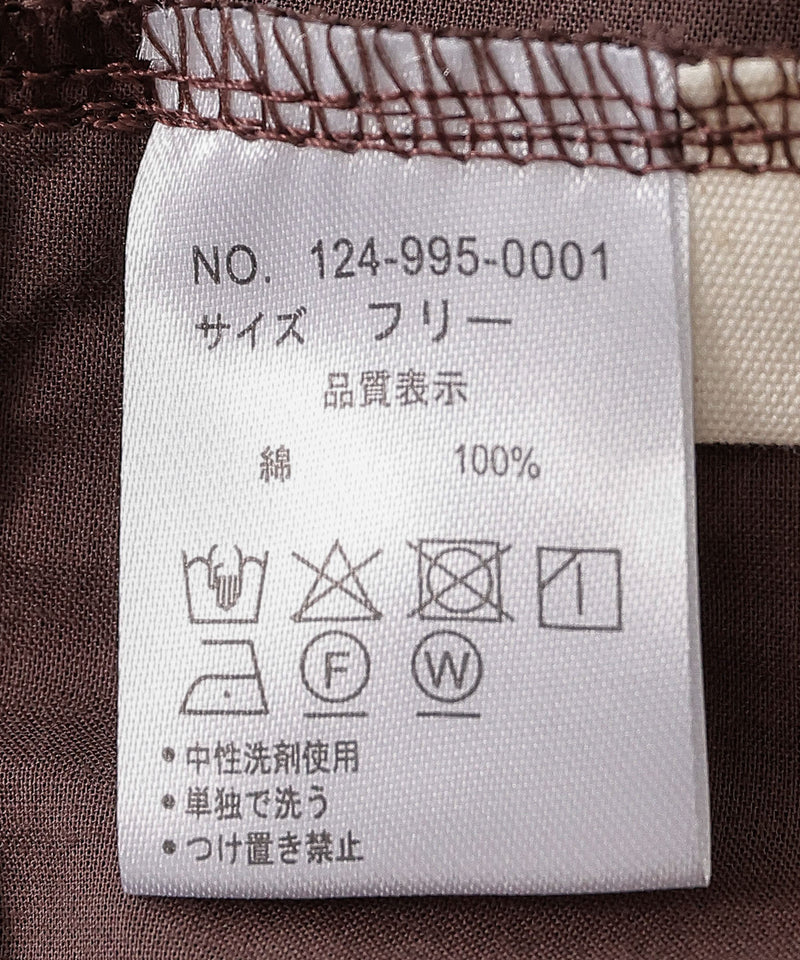 NO. 124-995-0001
サイズ フリー
品質表示
綿 100%
F W
・中性洗剤使用
・単独で洗う
・つけ置き禁止